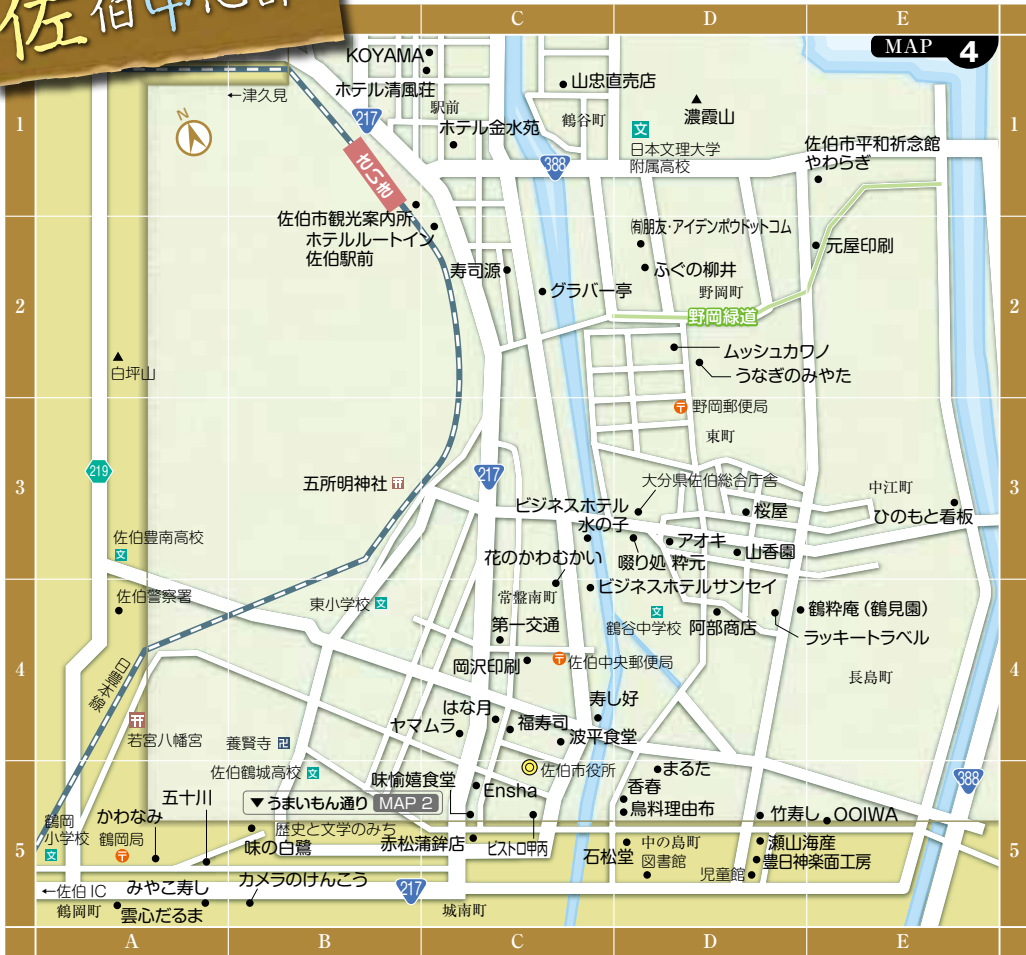 佐伯中心部
MAP 4
C
D
E
1
2
3
4
5
1
2
3
4
5
A
B
C
D
E
N
←津久見
KOYAMA
ホテル清風荘
駅前
217
ホテル金水苑
山忠直売店
鶴谷町
388
濃霞山
文
日本文理大学
附属高校
佐伯市平和祈念館
やわらぎ
さいき
佐伯市観光案内所
ホテルルートイン
佐伯駅前
寿司源
グラバー亭
㈲朋友・アイデンポウドットコム
ふぐの柳井
野岡町
元屋印刷
野岡緑道
白坪山
ムッシュカワノ
うなぎのみやた
〒 野岡郵便局
東町
219
五所明神社
217
大分県佐伯総合庁舎
ビジネスホテル
水の子
桜屋
中江町
ひのもと看板
佐伯豊南高校
文
花のかわむかい
啜り処 粋元
アオキ
山香園
佐伯警察署
東小学校 文
常盤南町
ビジネスホテルサンセイ
文
鶴谷中学校
阿部商店
鶴粋庵（鶴見園）
ラッキートラベル
第一交通
岡沢印刷
〒 佐伯中央郵便局
長島町
日豊本線
若宮八幡宮
養賢寺 卍
はな月
ヤマムラ
福寿司
寿し好
波平食堂
佐伯鶴城高校 文
味愉嬉食堂
佐伯市役所
Ensha
まるた
香春
鳥料理由布
388
▼うまいもん通り MAP 2
五十川
かわなみ
鶴岡
小学校
文
鶴岡局
〒
歴史と文学のみち
味の白鷺
赤松蒲鉾店
ビストロ甲丙
石松堂
中の島町
図書館
児童館
竹寿し
OOIWA
瀬山海産
豊日神楽面工房
←佐伯IC
鶴岡町
みやこ寿し
雲心だるま
カメラのけんこう
217
城南町